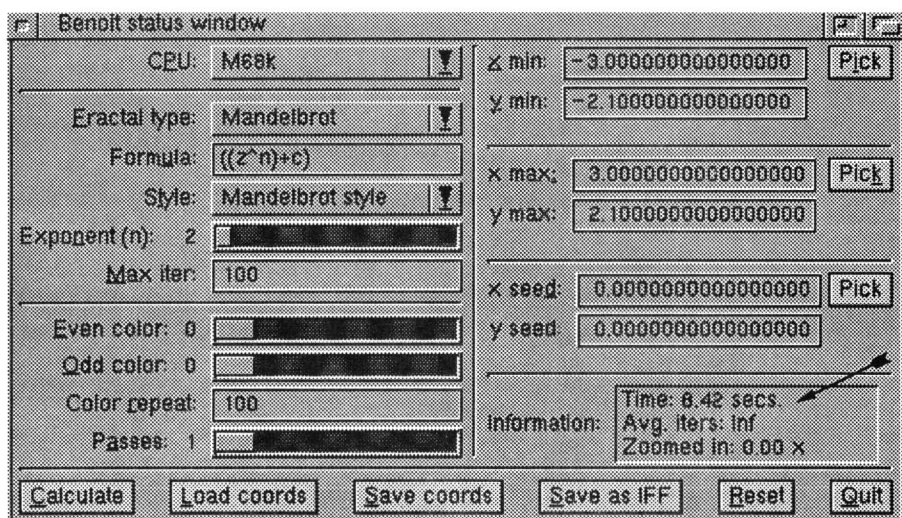 Benoit status window
CPU: M68k
Fractal type: Mandelbrot
Formula: ((z^n)+c)
Style: Mandelbrot style
Exponent (n): 2
Max iter: 100
Even color: 0
Odd color: 0
Color repeat: 100
Passes: 1
x min: -3.000000000000000 Pick
y min: -2.100000000000000
x max: 3.000000000000000 Pick
y max: 2.100000000000000
x seed: 0.0000000000000000 Pick
y seed: 0.0000000000000000
Information: Time: 8.42 secs.
Avg. iters: Inf
Zoomed in: 0.00 x
Calculate Load coords Save coords Save as IFF Reset Quit